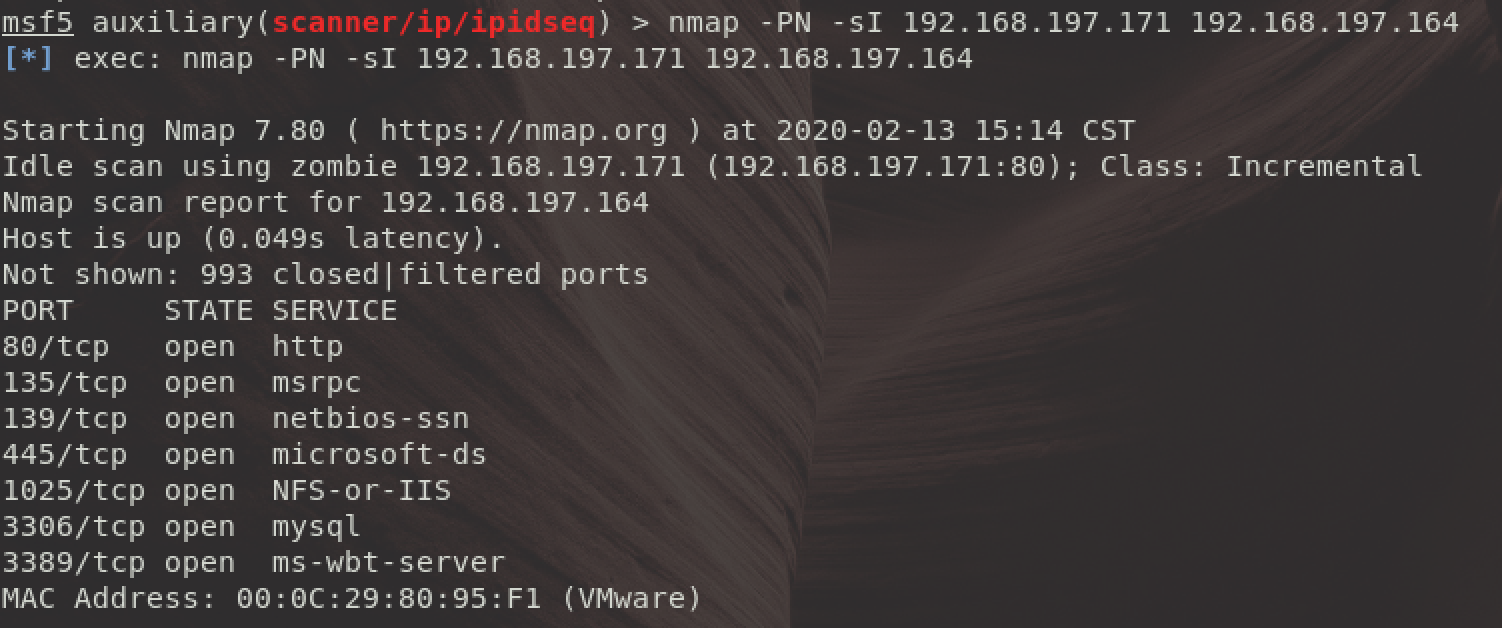 msf5 auxiliary(scanner/ip/ipidseq) > nmap -PN -sI 192.168.197.171 192.168.197.164
[*] exec: nmap -PN -sI 192.168.197.171 192.168.197.164
Starting Nmap 7.80 ( https://nmap.org ) at 2020-02-13 15:14 CST
Idle scan using zombie 192.168.197.171 (192.168.197.171:80); Class: Incremental
Nmap scan report for 192.168.197.164
Host is up (0.049s latency).
Not shown: 993 closed|filtered ports
PORT     STATE SERVICE
80/tcp   open  http
135/tcp  open  msrpc
139/tcp  open  netbios-ssn
445/tcp  open  microsoft-ds
1025/tcp open  NFS-or-IIS
3306/tcp open  mysql
3389/tcp open  ms-wbt-server
MAC Address: 00:0C:29:80:95:F1 (VMware)